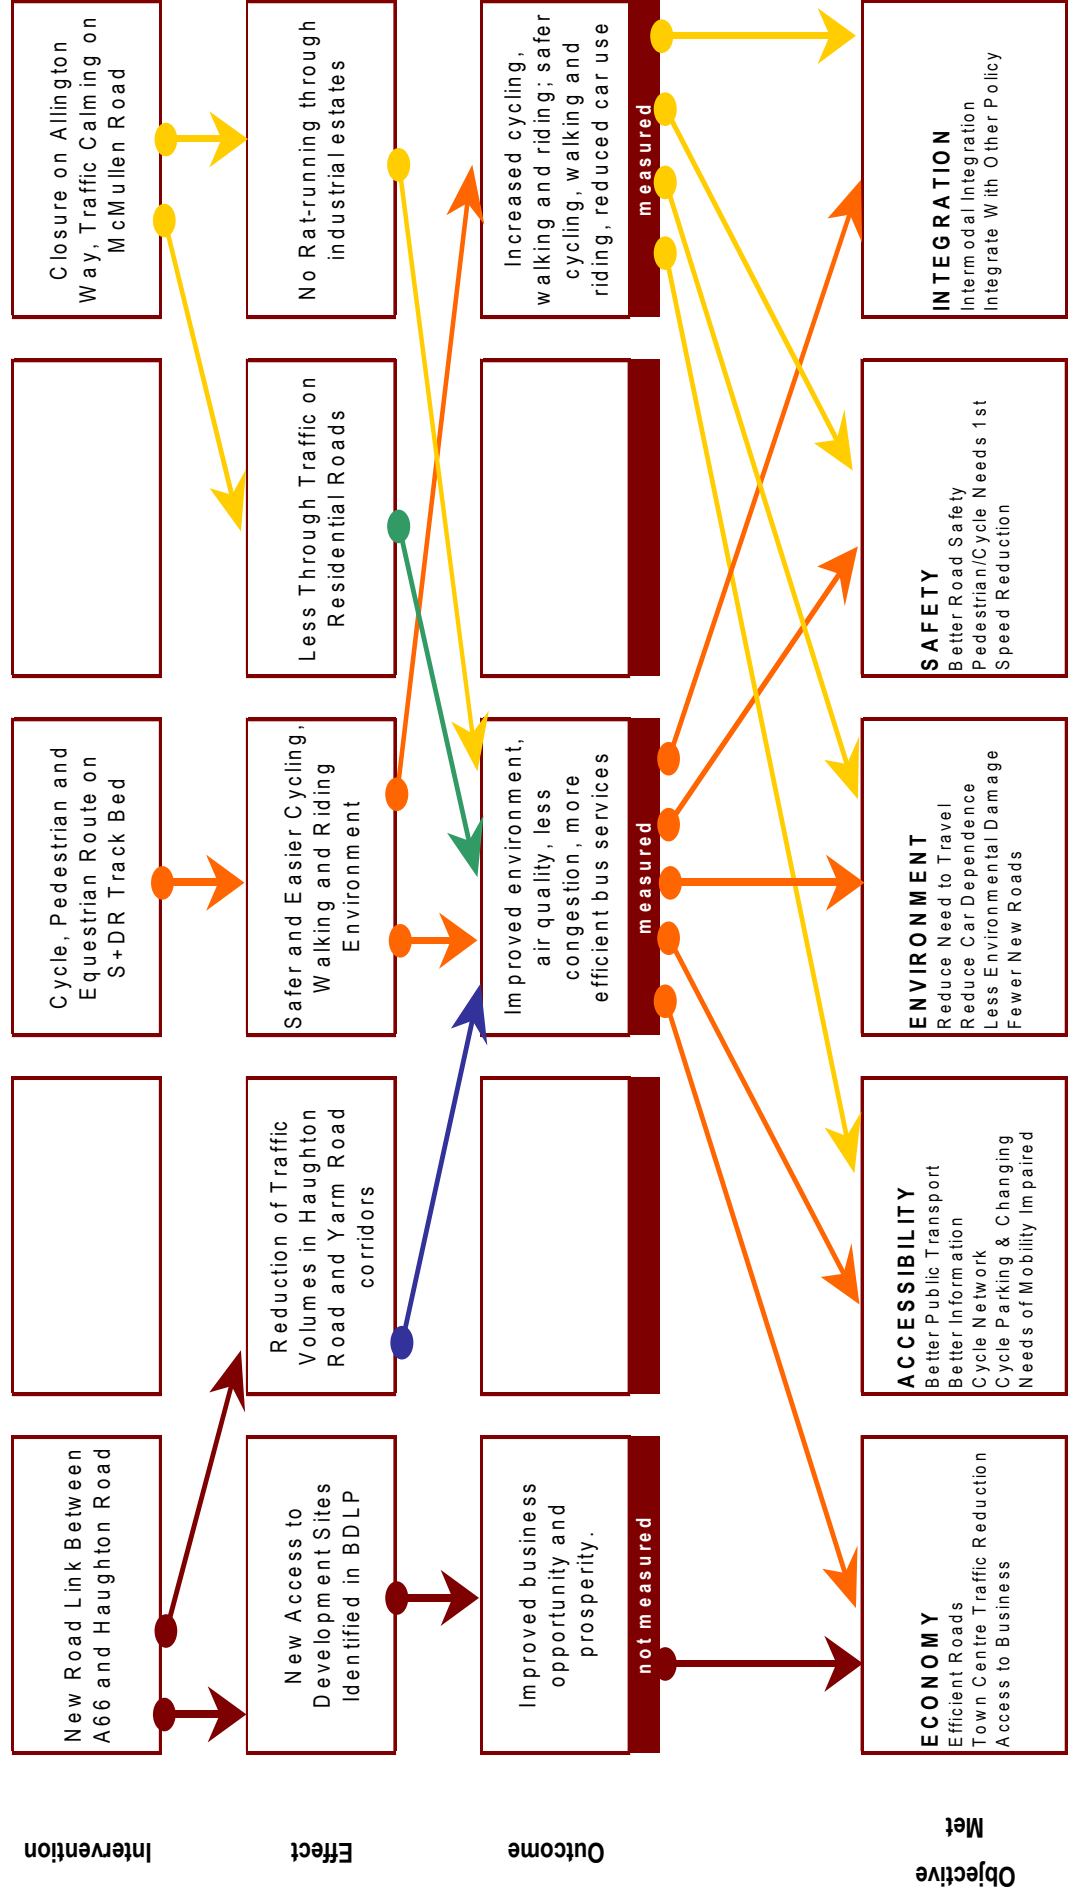 Intervention
New Road Link Between
A66 and Haughton Road
Cycle, Pedestrian and
Equestrian Route on
S+DR Track Bed
Closure on Allington
Way, Traffic Calming on
McMullen Road
Effect
New Access to
Development Sites
Identified in BDLP
Reduction of Traffic
Volumes in Haughton
Road and Yarm Road
corridors
Safer and Easier Cycling,
Walking and Riding
Environment
Less Through Traffic on
Residential Roads
No Rat-running through
industrial estates
Outcome
Improved business
opportunity and
prosperity.
not measured
Improved environment,
air quality, less
congestion, more
efficient bus services
measured
Increased cycling,
walking and riding; safer
cycling, walking and
riding, reduced car use
measured
Objective
Met
ECONOMY
Efficient Roads
Town Centre Traffic Reduction
Access to Business
ACCESSIBILITY
Better Public Transport
Better Information
Cycle Network
Cycle Parking & Changing
Needs of Mobility Impaired
ENVIRONMENT
Reduce Need to Travel
Reduce Car Dependence
Less Environmental Damage
Fewer New Roads
SAFETY
Better Road Safety
Pedestrian/Cycle Needs 1st
Speed Reduction
INTEGRATION
Intermodal Integration
Integrate With Other Policy